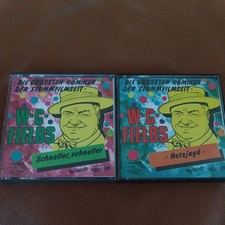 DIE GRÖSSTEN KOMIKER
DER STUMMFILMZEIT
W·C·
FIELDS
Schneller, schneller
DIE GRÖSSTEN KOMIKER
DER STUMMFILMZEIT
W·C·
FIELDS
- Hetzjagd -